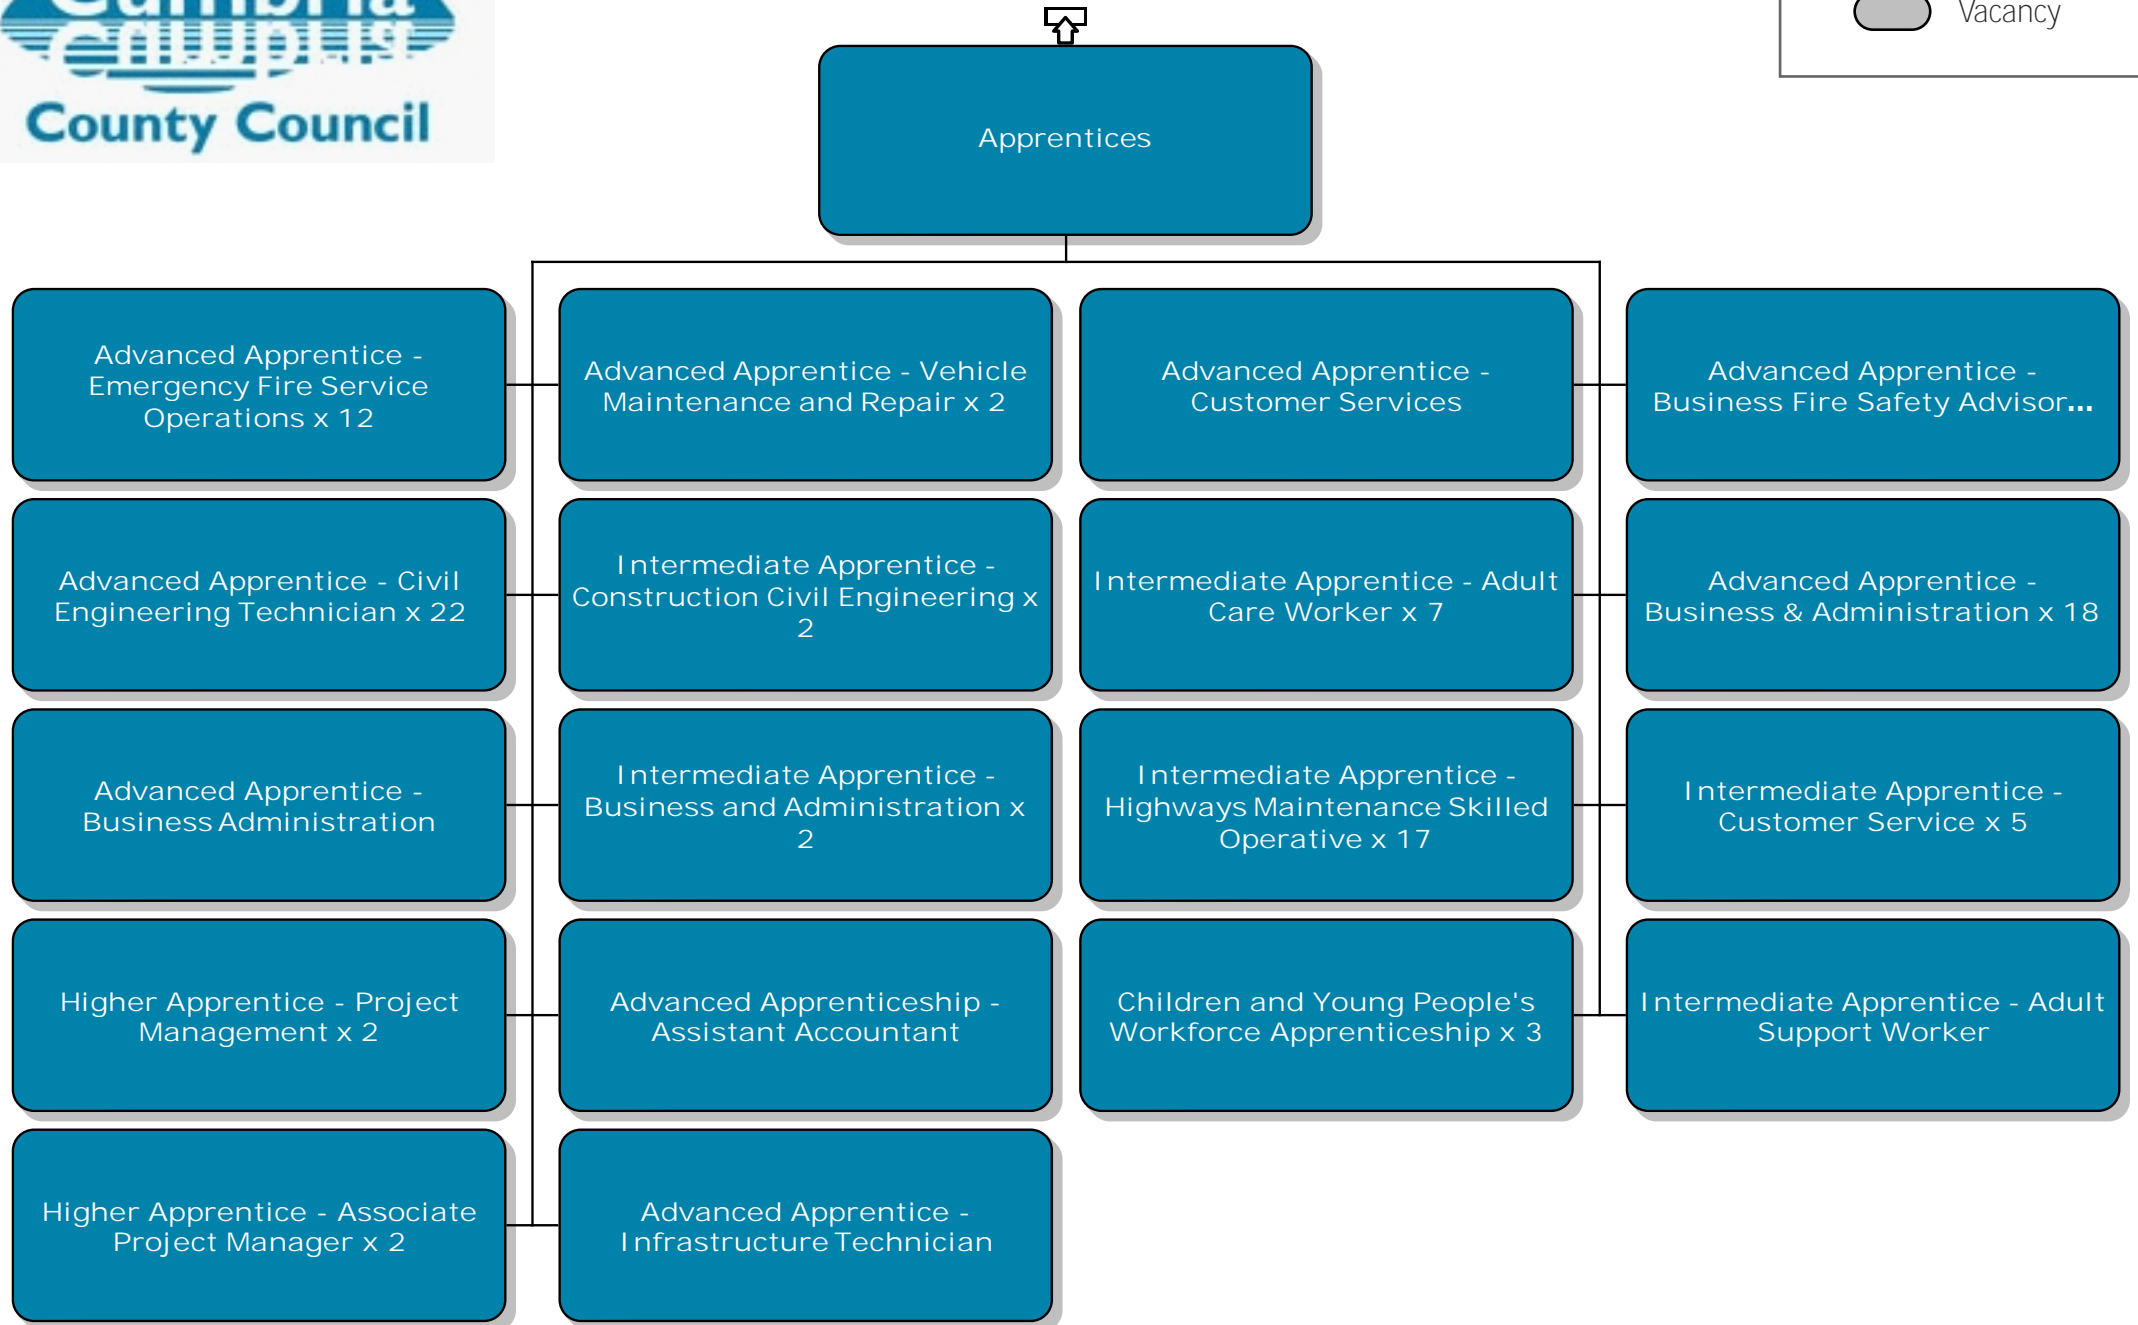 Cumbria
County Council
Vacancy
Apprentices
Advanced Apprentice -
Emergency Fire Service
Operations x 12
Advanced Apprentice - Vehicle
Maintenance and Repair x 2
Advanced Apprentice -
Customer Services
Advanced Apprentice -
Business Fire Safety Advisor...
Advanced Apprentice - Civil
Engineering Technician x 22
Intermediate Apprentice -
Construction Civil Engineering x
2
Intermediate Apprentice - Adult
Care Worker x 7
Advanced Apprentice -
Business & Administration x 18
Advanced Apprentice -
Business Administration
Intermediate Apprentice -
Business and Administration x
2
Intermediate Apprentice -
Highways Maintenance Skilled
Operative x 17
Intermediate Apprentice -
Customer Service x 5
Higher Apprentice - Project
Management x 2
Advanced Apprenticeship -
Assistant Accountant
Children and Young People's
Workforce Apprenticeship x 3
Intermediate Apprentice - Adult
Support Worker
Higher Apprentice - Associate
Project Manager x 2
Advanced Apprentice -
Infrastructure Technician